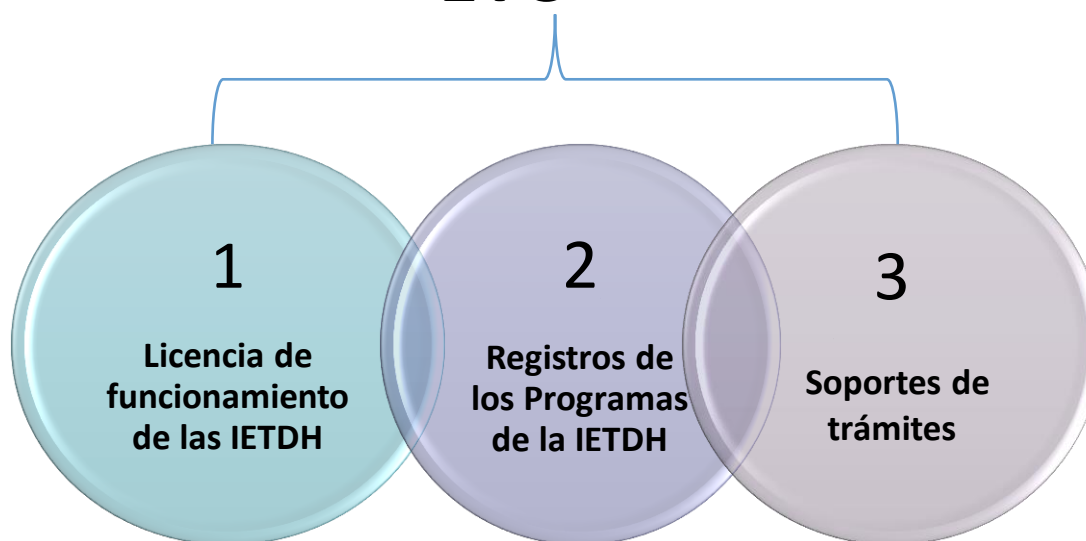 1
Licencia de
funcionamiento
de las IETDH
2
Registros de
los Programas
de la IETDH
3
Soportes de
trámites